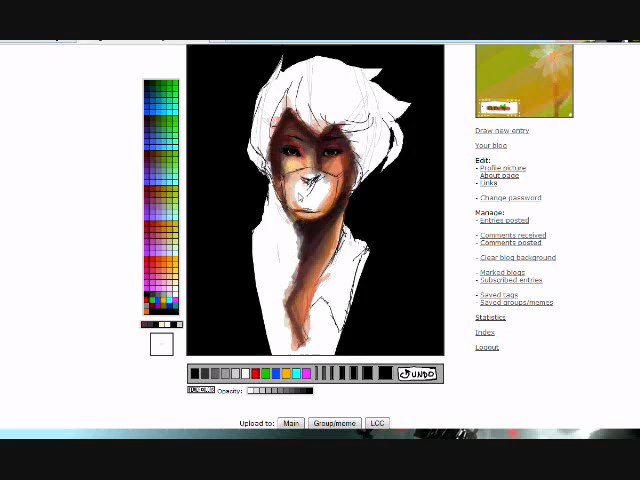 Draw new entry
Your blog
Edit:
- Profile picture
- About page
- Links
- Change password
Manage:
- Entries posted
- Comments received
- Comments posted
- Clear blog background
- Marked blogs
- Subscribed entries
- Saved tags
- Saved groups/memes
Statistics
Index
Logout
UNDO
Opacity:
Upload to: Main Group/meme LCC